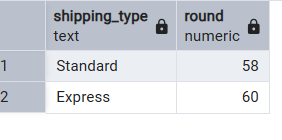 shipping_type round
text numeric
1 Standard 58
2 Express 60